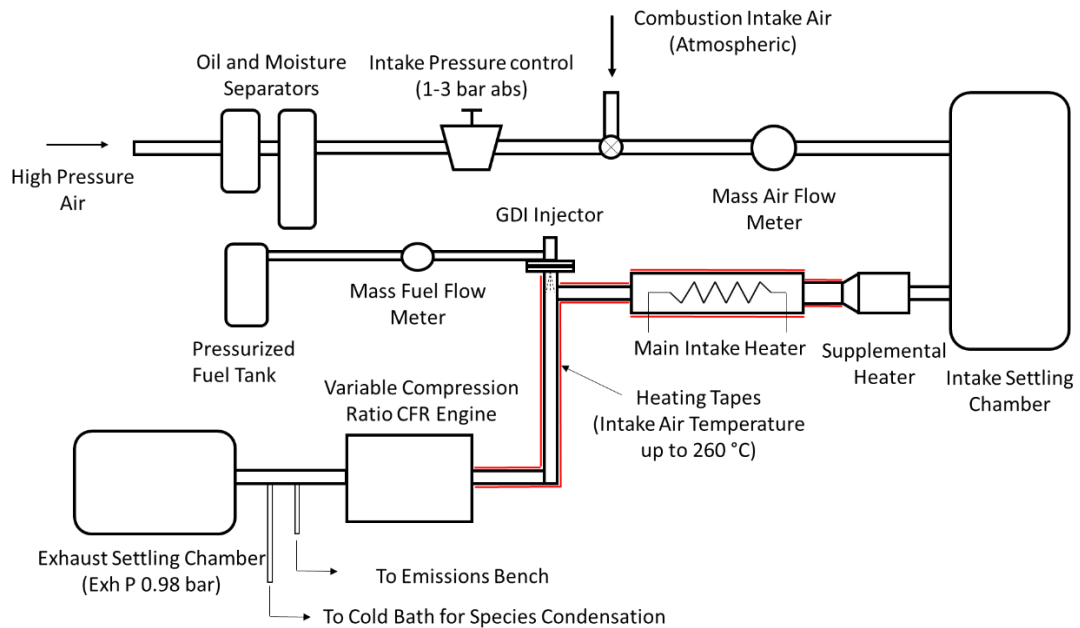 Combustion Intake Air
(Atmospheric)
Oil and Moisture
Separators
Intake Pressure control
(1-3 bar abs)
High Pressure
Air
Mass Air Flow
Meter
GDI Injector
Mass Fuel Flow
Meter
Pressurized
Fuel Tank
Main Intake Heater
Supplemental
Heater
Intake Settling
Chamber
Variable Compression
Ratio CFR Engine
Heating Tapes
(Intake Air Temperature
up to 260 °C)
Exhaust Settling Chamber
(Exh P 0.98 bar)
To Emissions Bench
To Cold Bath for Species Condensation